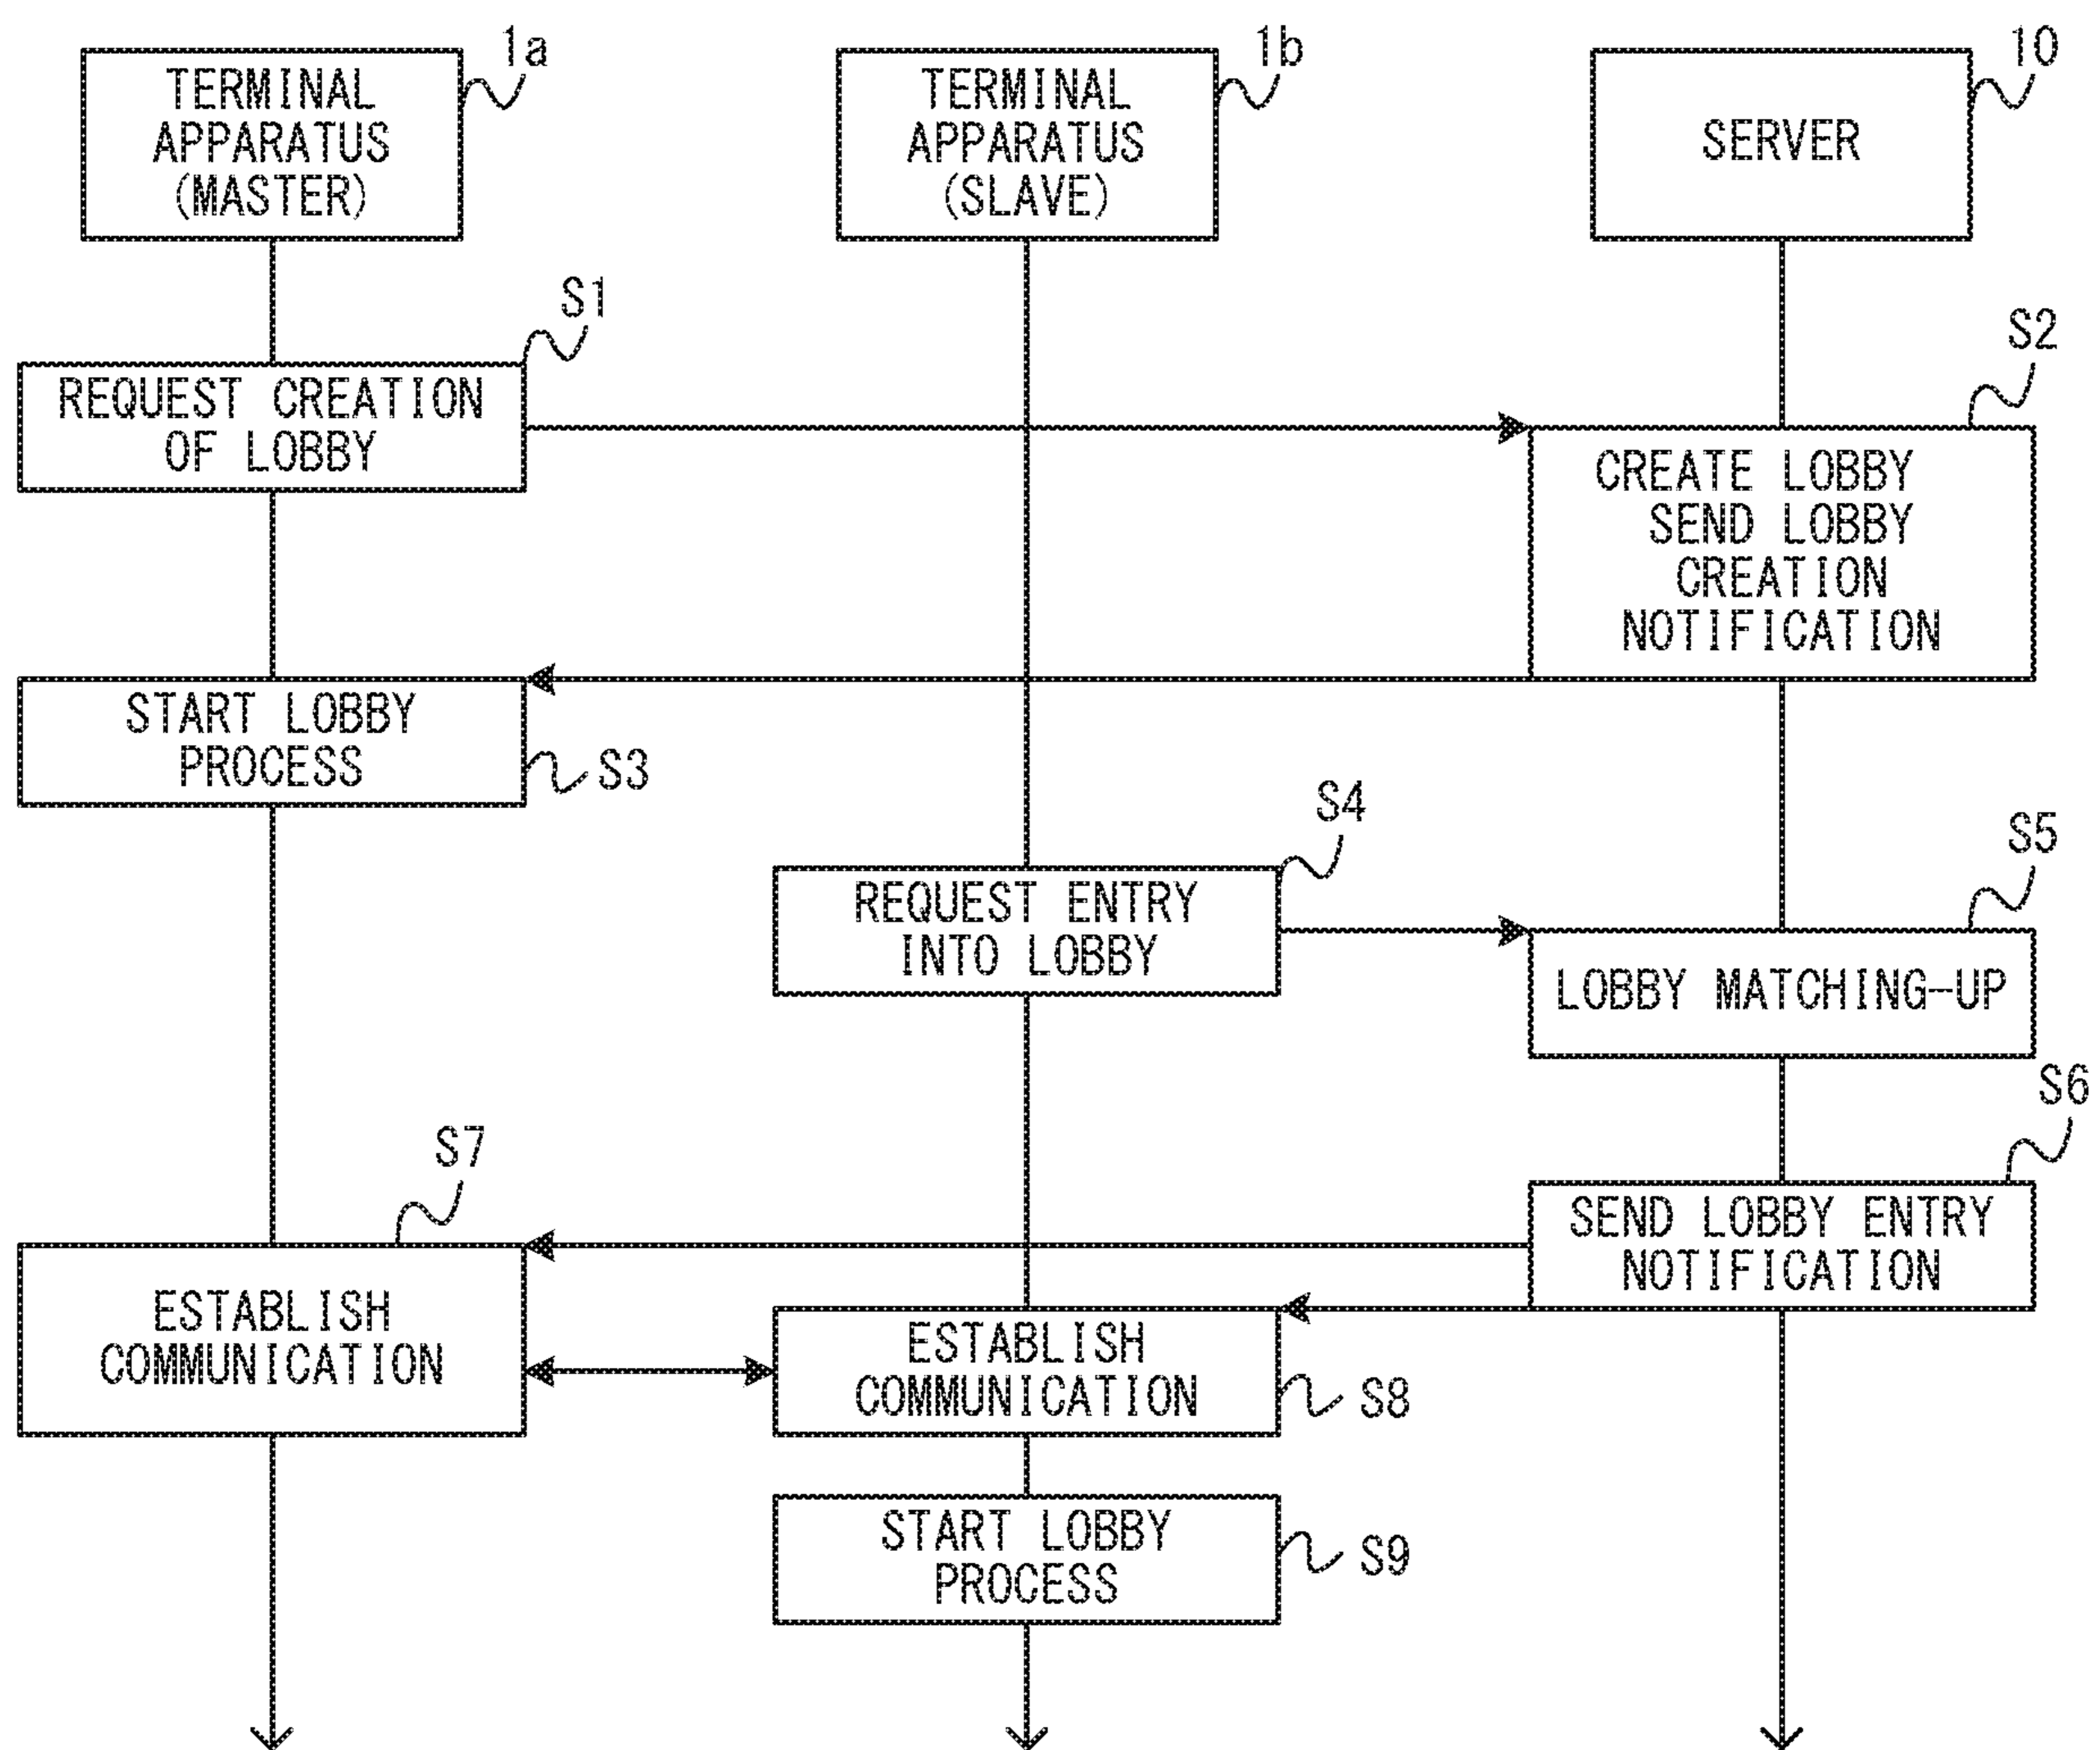 1a
TERMINAL
APPARATUS
(MASTER)
1b
TERMINAL
APPARATUS
(SLAVE)
10
SERVER
S1
REQUEST CREATION
OF LOBBY
S2
CREATE LOBBY
SEND LOBBY
CREATION
NOTIFICATION
START LOBBY
PROCESS
S3
S4
REQUEST ENTRY
INTO LOBBY
S5
LOBBY MATCHING-UP
S6
SEND LOBBY ENTRY
NOTIFICATION
S7
ESTABLISH
COMMUNICATION
ESTABLISH
COMMUNICATION
S8
START LOBBY
PROCESS
S9